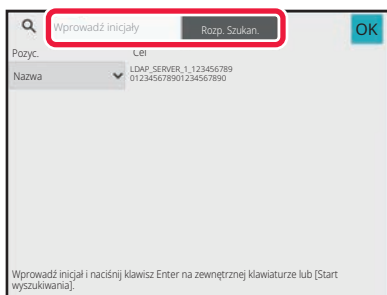 Wprowadź inicjały Rozp. Szukan. OK
Pozyc. Cel
Nazwa LDAP_SERVER_1_123456789
012345678901234567890
Wprowadź inicjał i naciśnij klawisz Enter na zewnętrznej klawiaturze lub [Start
wyszukiwania].